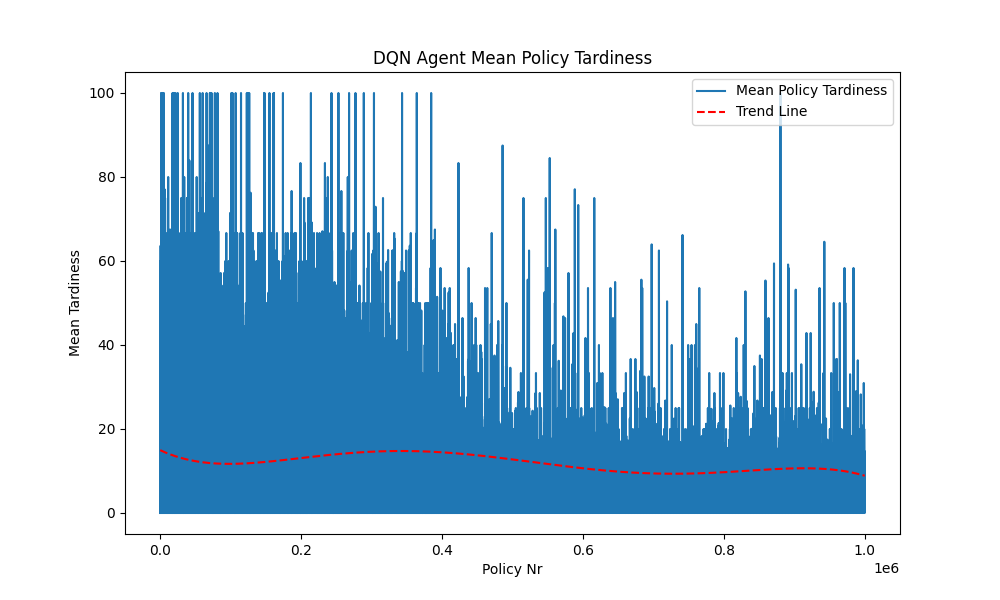 DQN Agent Mean Policy Tardiness
Mean Policy Tardiness
Trend Line
Mean Tardiness
100
80
60
40
20
0
0.0 0.2 0.4 0.6 0.8 1.0
1e6
Policy Nr